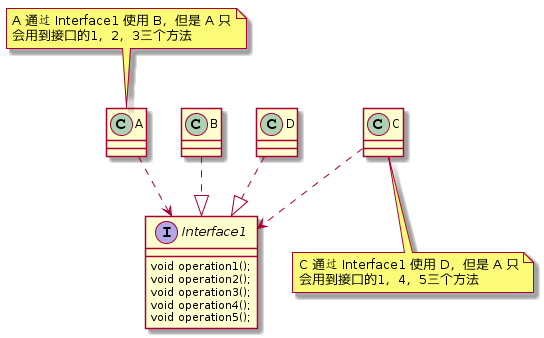 A 通过 Interface1 使用 B，但是 A 只
会用到接口的1，2，3三个方法
C A
C B
C D
C C
I Interface1
void operation1();
void operation2();
void operation3();
void operation4();
void operation5();
C 通过 Interface1 使用 D，但是 A 只
会用到接口的1，4，5三个方法